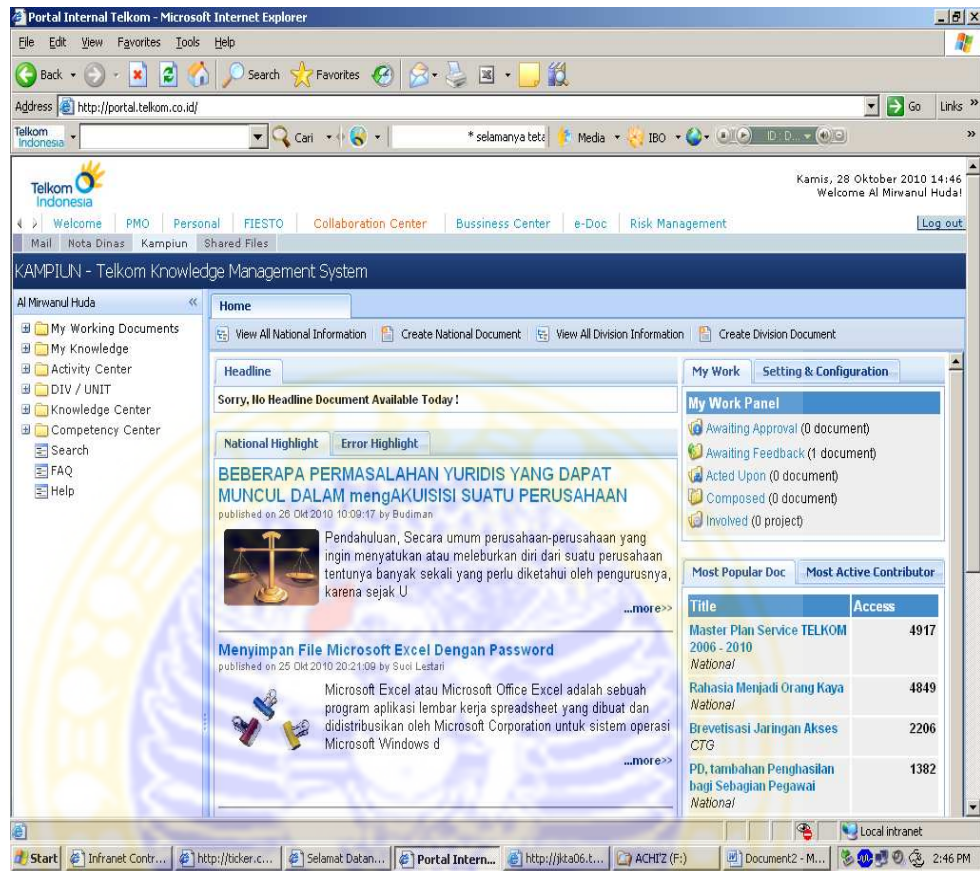 Portal Internal Telkom - Microsoft Internet Explorer
File Edit View Favorites Tools Help
Back Search Favorites
Address http://portal.telkom.co.id/ Go Links »
Telkom Indonesia Cari * selamanya teta Media IBO ID: D... »
Telkom
Indonesia
Kamis, 28 Oktober 2010 14:46
Welcome Al Mirwanul Huda!
Welcome PMO Personal FIESTO Collaboration Center Bussiness Center e-Doc Risk Management Log out
Mail Nota Dinas Kampiun Shared Files
KAMPIUN - Telkom Knowledge Management System
Al Mirwanul Huda «
My Working Documents
My Knowledge
Activity Center
DIV / UNIT
Knowledge Center
Competency Center
Search
FAQ
Help
Home
View All National Information Create National Document View All Division Information Create Division Document
Headline
Sorry, No Headline Document Available Today !
National Highlight Error Highlight
BEBERAPA PERMASALAHAN YURIDIS YANG DAPAT
MUNCUL DALAM mengAKUISISI SUATU PERUSAHAAN
published on 26 Okt 2010 10:09:17 by Budiman
Pendahuluan, Secara umum perusahaan-perusahaan yang
ingin menyatukan atau meleburkan diri dari suatu perusahaan
tentunya banyak sekali yang perlu diketahui oleh pengurusnya,
karena sejak U
...more>>
Menyimpan File Microsoft Excel Dengan Password
published on 25 Okt 2010 20:21:09 by Suci Lestari
Microsoft Excel atau Microsoft Office Excel adalah sebuah
program aplikasi lembar kerja spreadsheet yang dibuat dan
didistribusikan oleh Microsoft Corporation untuk sistem operasi
Microsoft Windows d
...more>>
My Work Setting & Configuration
My Work Panel
Awaiting Approval (0 document)
Awaiting Feedback (1 document)
Acted Upon (0 document)
Composed (0 document)
Involved (0 project)
Most Popular Doc Most Active Contributor
Title Access
Master Plan Service TELKOM 4917
2006 - 2010
National
Rahasia Menjadi Orang Kaya 4849
National
Brevetisasi Jaringan Akses 2206
CTG
PD, tambahan Penghasilan 1382
bagi Sebagian Pegawai
National
Local intranet
Start Infranet Contr... http://ticker.c... Selamat Datan... Portal Intern... http://jkta06.t... ACHI'Z (F:) Document2 - M... 2:46 PM